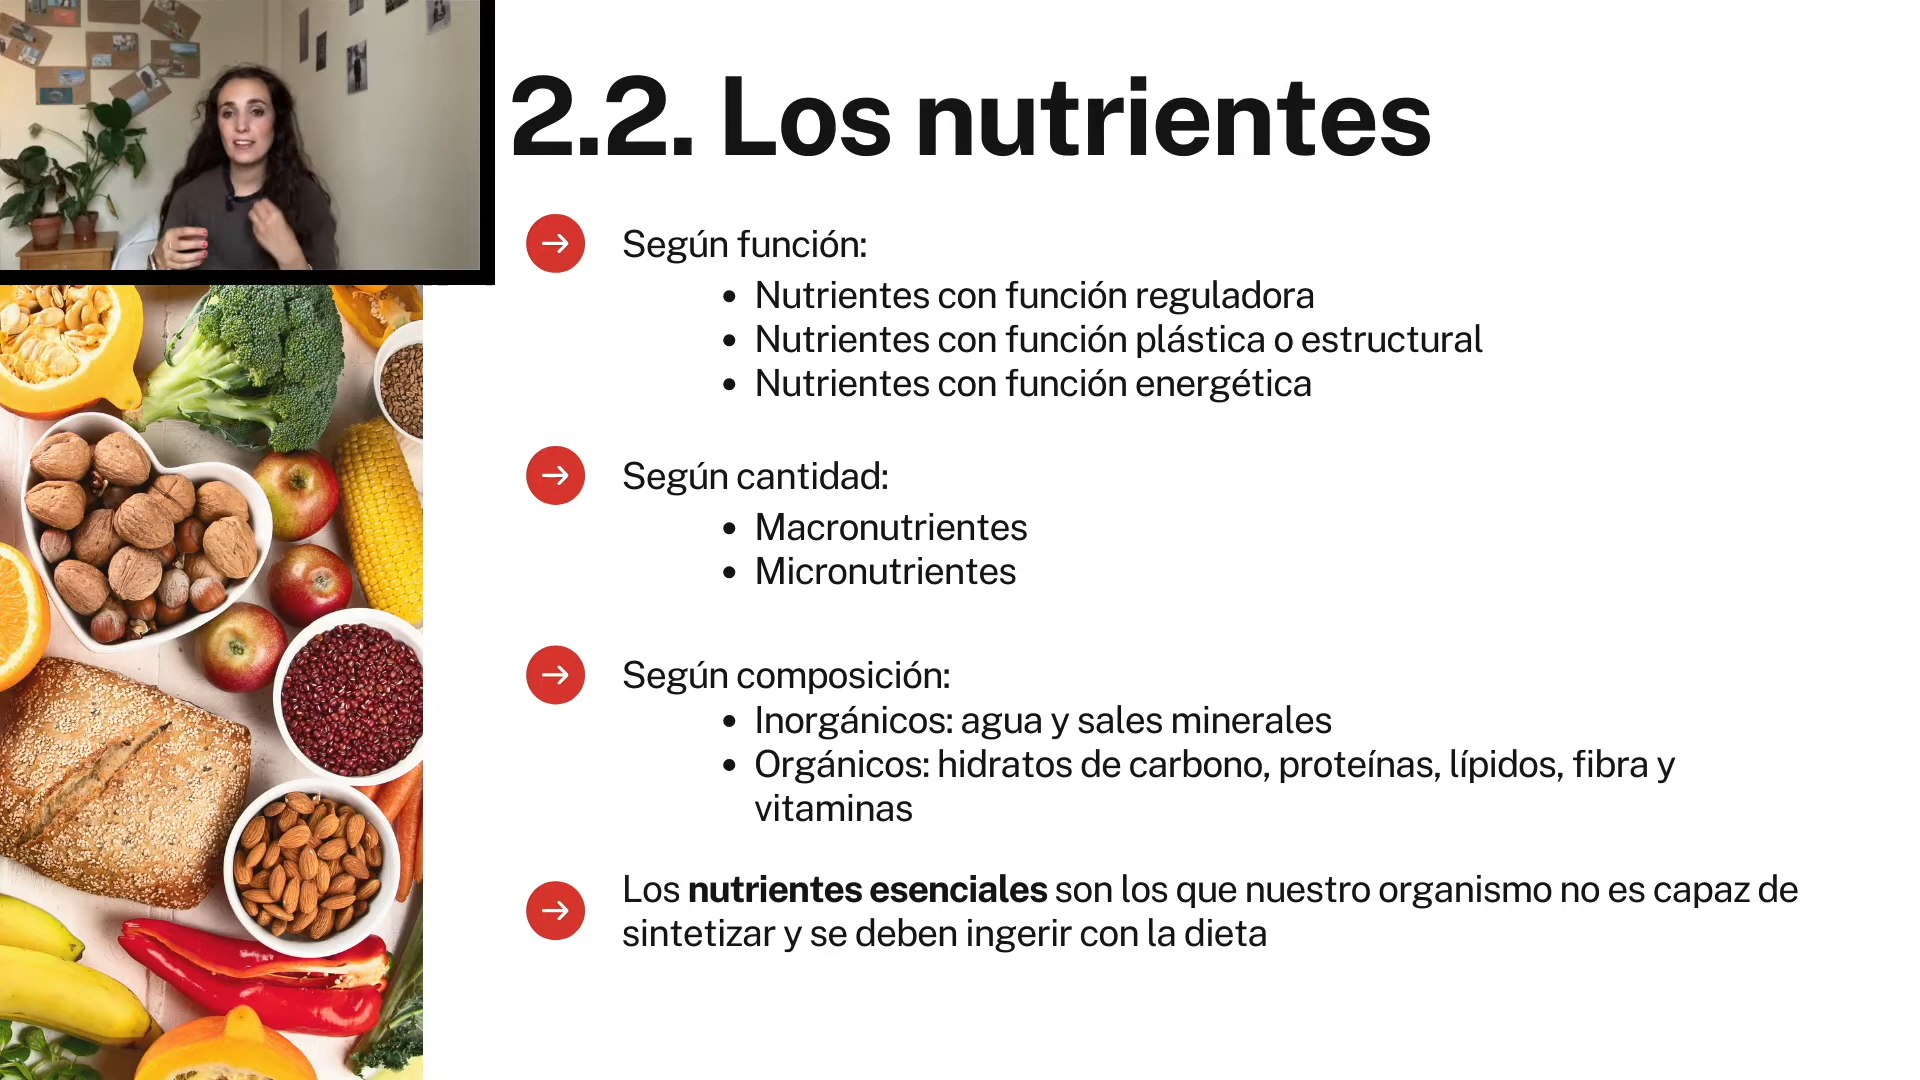 2.2. Los nutrientes
Según función:
• Nutrientes con función reguladora
• Nutrientes con función plástica o estructural
• Nutrientes con función energética
Según cantidad:
• Macronutrientes
• Micronutrientes
Según composición:
• Inorgánicos: agua y sales minerales
• Orgánicos: hidratos de carbono, proteínas, lípidos, fibra y
vitaminas
Los nutrientes esenciales son los que nuestro organismo no es capaz de
sintetizar y se deben ingerir con la dieta